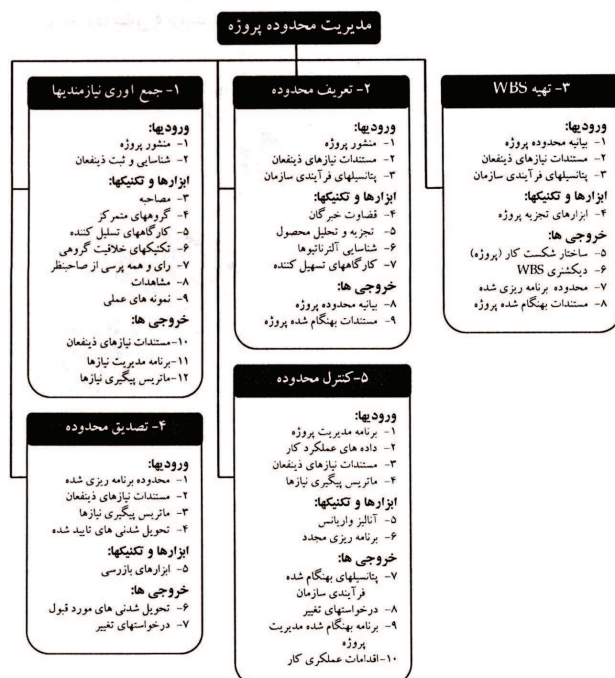 مدیریت محدوده پروژه
۱- جمع آوری نیازمندیها
ورودیها:
۱- منشور پروژه
۲- شناسایی و ثبت ذینفعان
ابزارها و تکنیکها:
۳- مصاحبه
۴- گروههای متمرکز
۵- کارگاههای تسلیل کننده
۶- تکنیکهای خلاقیت گروهی
۷- رای و همه پرسی از صاحبنظر
۸- مشاهدات
۹- نمونه های عملی
خروجی ها:
۱۰-مستندات نیازهای ذینفعان
۱۱-برنامه مدیریت نیازها
۱۲-ماتریس پیگیری نیازها
۲- تعریف محدوده
ورودیها:
۱- منشور پروژه
۲- مستندات نیازهای ذینفعان
۳- پتانسیلهای فرآیندی سازمان
ابزارها و تکنیکها:
۴- قضاوت خبرگان
۵- تجزیه و تحلیل محصول
۶- شناسایی آلترناتیوها
۷- کارگاههای تسهیل کننده
خروجی ها:
۸- بیانیه محدوده پروژه
۹- مستندات بهنگام شده پروژه
۳- تهیه WBS
ورودیها:
۱- بیانیه محدوده پروژه
۲- مستندات نیازهای ذینفعان
۳- پتانسیلهای فرآیندی سازمان
ابزارها و تکنیکها:
۴- ابزارهای تجزیه پروژه
خروجی ها:
۵- ساختار شکست کار (پروژه)
۶- دیکشنری WBS
۷- محدوده برنامه ریزی شده
۸- مستندات بهنگام شده پروژه
۴- تصدیق محدوده
ورودیها:
۱- محدوده برنامه ریزی شده
۲- مستندات نیازهای ذینفعان
۳- ماتریس پیگیری نیازها
۴- تحویل شدنی های تایید شده
ابزارها و تکنیکها:
۵- ابزارهای بازرسی
خروجی ها:
۶- تحویل شدنی های مورد قبول
۷- درخواستهای تغییر
۵-کنترل محدوده
ورودیها:
۱- برنامه مدیریت پروژه
۲- داده های عملکرد کار
۳- مستندات نیازهای ذینفعان
۴- ماتریس پیگیری نیازها
ابزارها و تکنیکها:
۵- آنالیز واریانس
۶- برنامه ریزی مجدد
خروجی ها:
۷- پتانسیلهای بهنگام شده
فرآیندی سازمان
۸- درخواستهای تغییر
۹- برنامه بهنگام شده مدیریت
پروژه
۱۰-اقدامات عملکردی کار